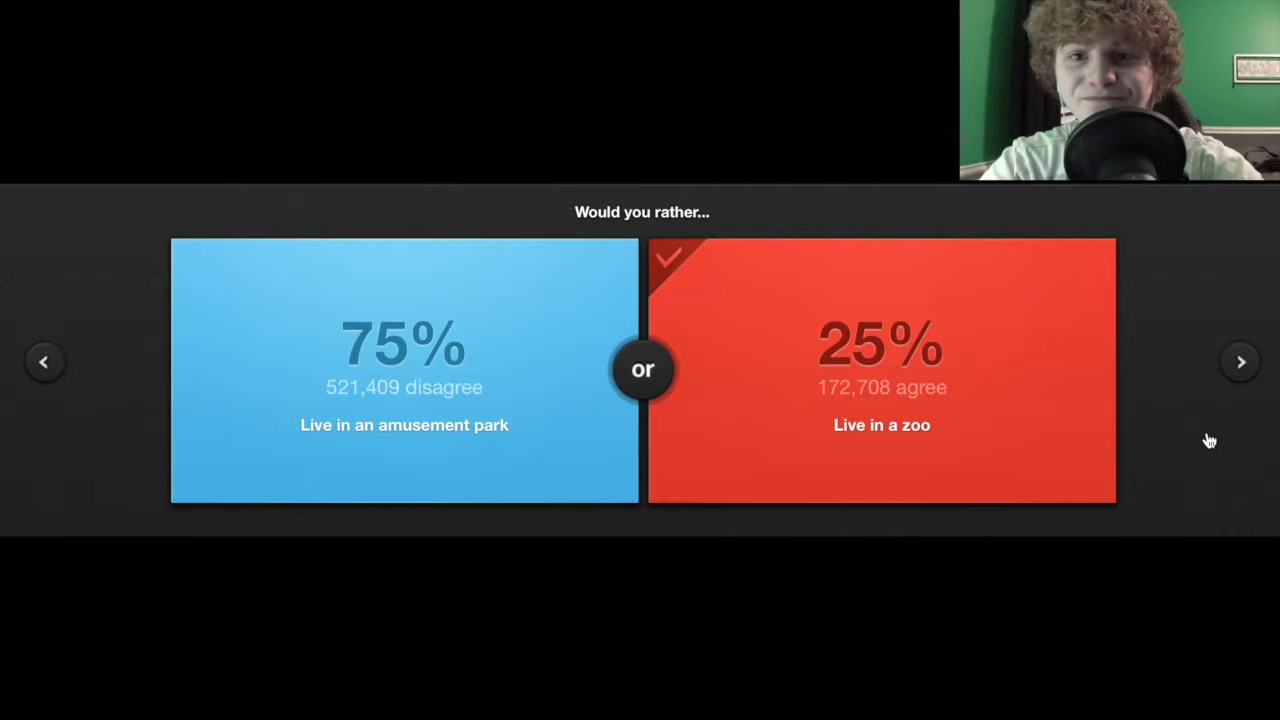 Would you rather...
75%
521,409 disagree
Live in an amusement park
or
25%
172,708 agree
Live in a zoo